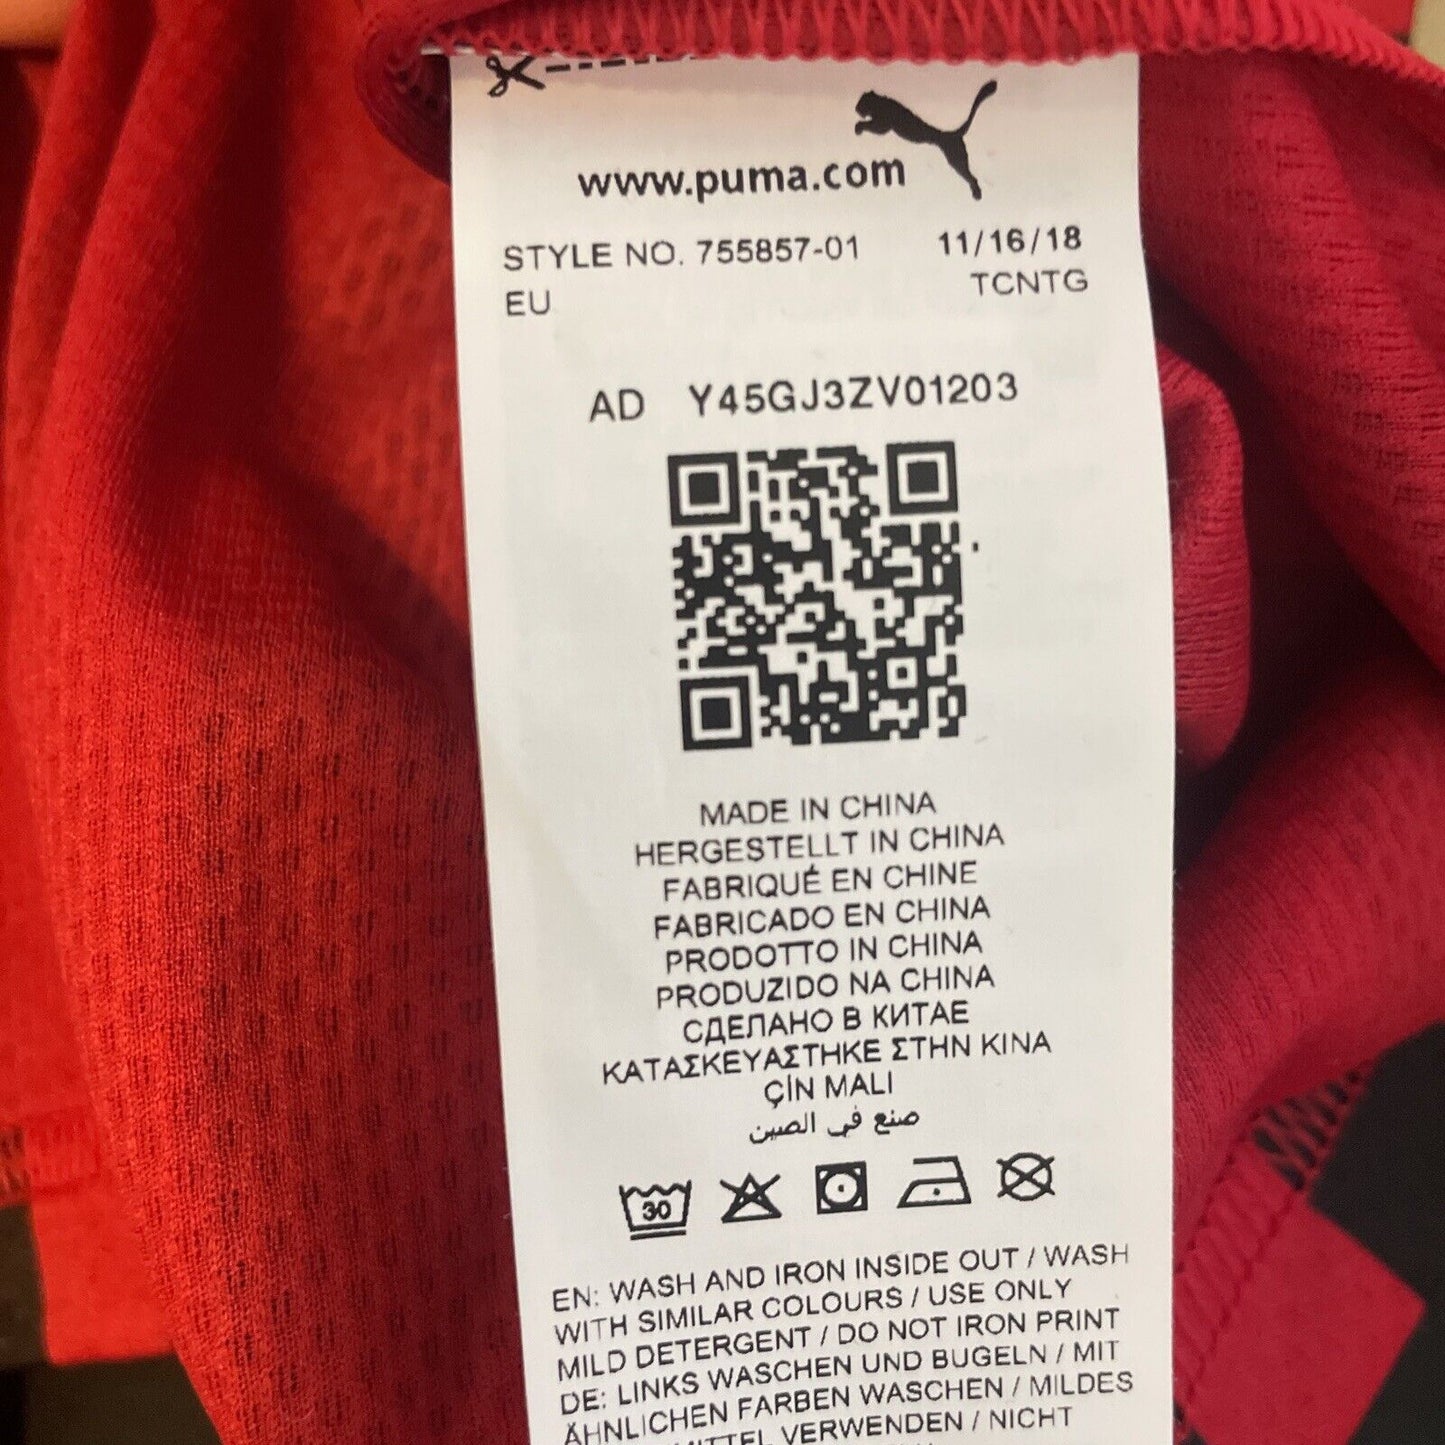 www.puma.com
STYLE NO. 755857-01 11/16/18
EU TCNTG
AD Y45GJ3ZV01203
MADE IN CHINA
HERGESTELLT IN CHINA
FABRIQUÉ EN CHINE
FABRICADO EN CHINA
PRODOTTO IN CHINA
PRODUZIDO NA CHINA
СДЕЛАНО В КИТАЕ
ΚΑΤΑΣΚΕΥΑΣΤΗΚΕ ΣΤΗΝ ΚΙΝΑ
ÇİN MALI
صنع في الصين
30
EN: WASH AND IRON INSIDE OUT / WASH
WITH SIMILAR COLOURS / USE ONLY
MILD DETERGENT / DO NOT IRON PRINT
DE: LINKS WASCHEN UND BUGELN / MIT
ÄHNLICHEN FARBEN WASCHEN / MILDES
VERWENDEN / NICHT